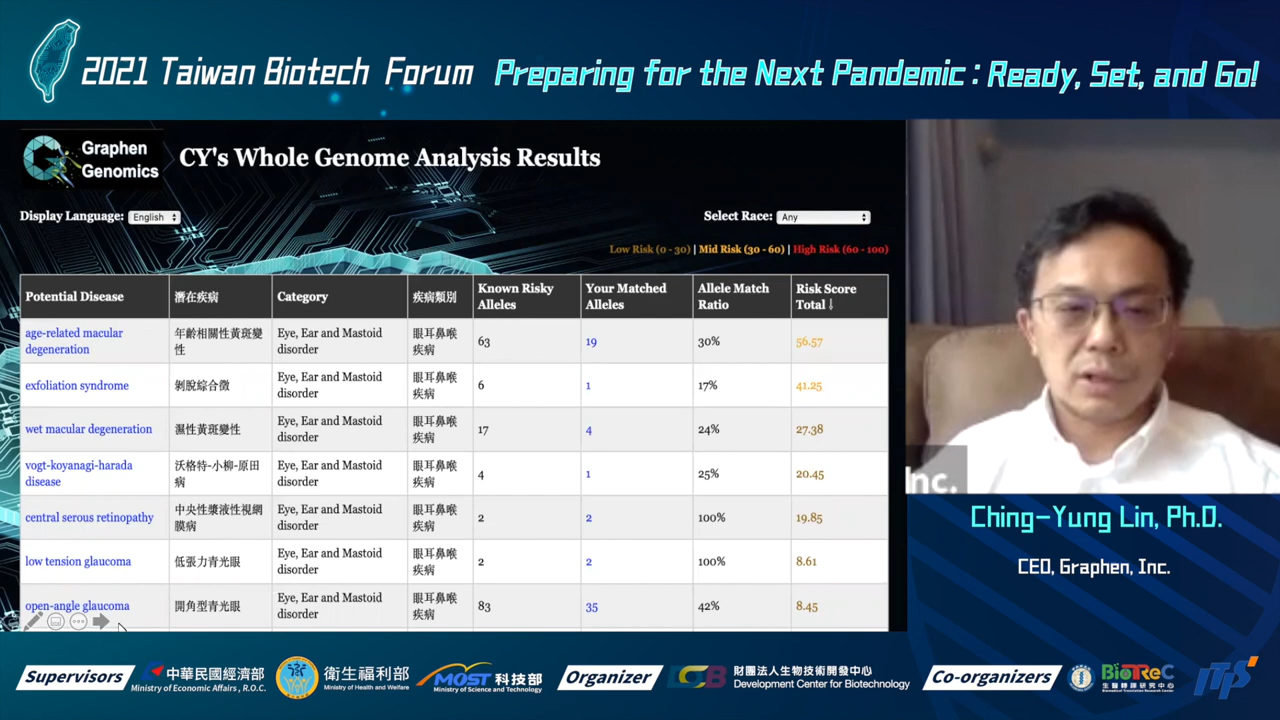 2021 Taiwan Biotech Forum Preparing for the Next Pandemic : Ready, Set, and Go!
Graphen
Genomics
CY's Whole Genome Analysis Results
Display Language: English
Select Race: Any
Low Risk (0 - 30) | Mid Risk (30 - 60) | High Risk (60 - 100)
Potential Disease 潛在疾病 Category 疾病類別 Known Risky Alleles Your Matched Alleles Allele Match Ratio Risk Score Total ↓
age-related macular degeneration 年齡相關性黃斑變性 Eye, Ear and Mastoid disorder 眼耳鼻喉疾病 63 19 30% 56.57
exfoliation syndrome 剝脫綜合徵 Eye, Ear and Mastoid disorder 眼耳鼻喉疾病 6 1 17% 41.25
wet macular degeneration 濕性黃斑變性 Eye, Ear and Mastoid disorder 眼耳鼻喉疾病 17 4 24% 27.38
vogt-koyanagi-harada disease 沃格特-小柳-原田病 Eye, Ear and Mastoid disorder 眼耳鼻喉疾病 4 1 25% 20.45
central serous retinopathy 中央性漿液性視網膜病 Eye, Ear and Mastoid disorder 眼耳鼻喉疾病 2 2 100% 19.85
low tension glaucoma 低張力青光眼 Eye, Ear and Mastoid disorder 眼耳鼻喉疾病 2 2 100% 8.61
open-angle glaucoma 開角型青光眼 Eye, Ear and Mastoid disorder 眼耳鼻喉疾病 83 35 42% 8.45
Inc.
Ching-Yung Lin, Ph.D.
CEO, Graphen, Inc.
Supervisors
中華民國經濟部
Ministry of Economic Affairs , R.O.C.
衛生福利部
Ministry of Health and Welfare
MOST 科技部
Ministry of Science and Technology
Organizer
DCB
財團法人生物技術開發中心
Development Center for Biotechnology
Co-organizers
BioTReC
生醫轉譯研究中心
Biomedical Translation Research Center